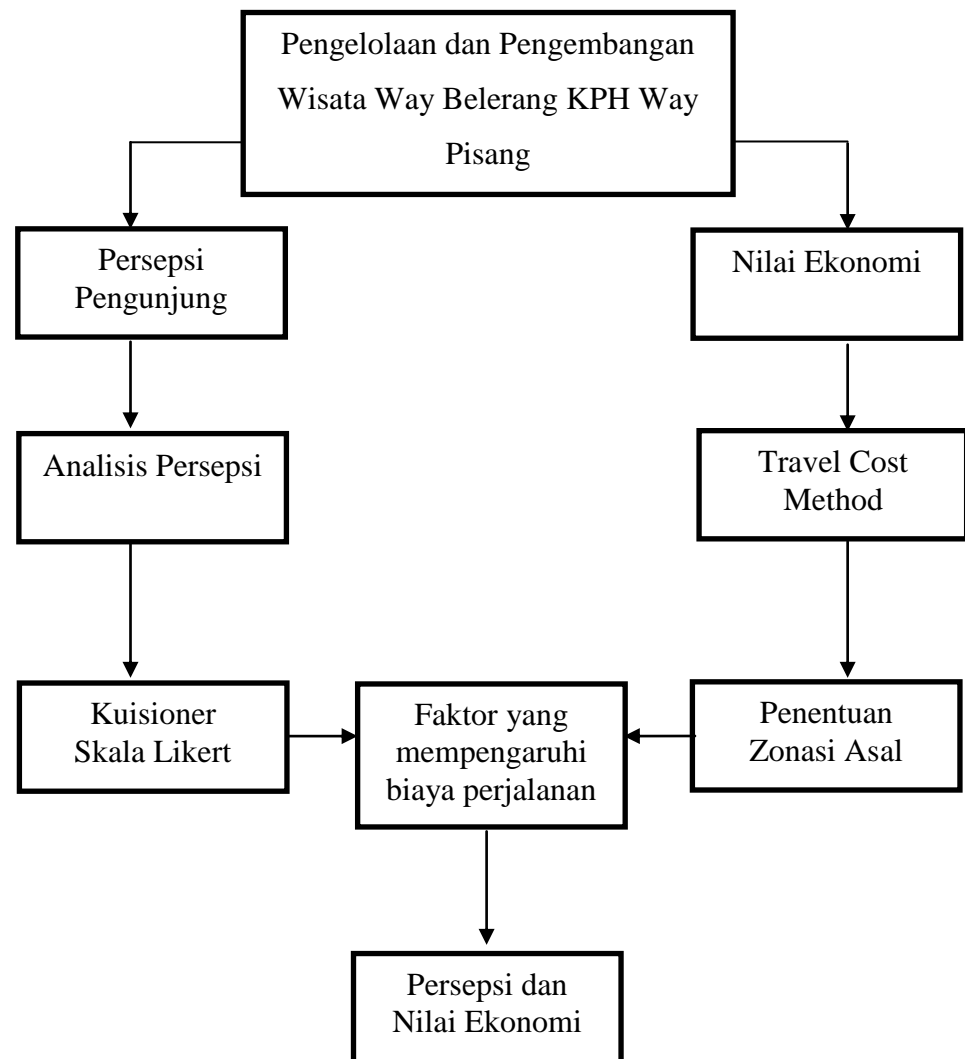 Pengelolaan dan Pengembangan
Wisata Way Belerang KPH Way
Pisang
Persepsi
Pengunjung
Nilai Ekonomi
Analisis Persepsi
Travel Cost
Method
Kuisioner
Skala Likert
Faktor yang
mempengaruhi
biaya perjalanan
Penentuan
Zonasi Asal
Persepsi dan
Nilai Ekonomi